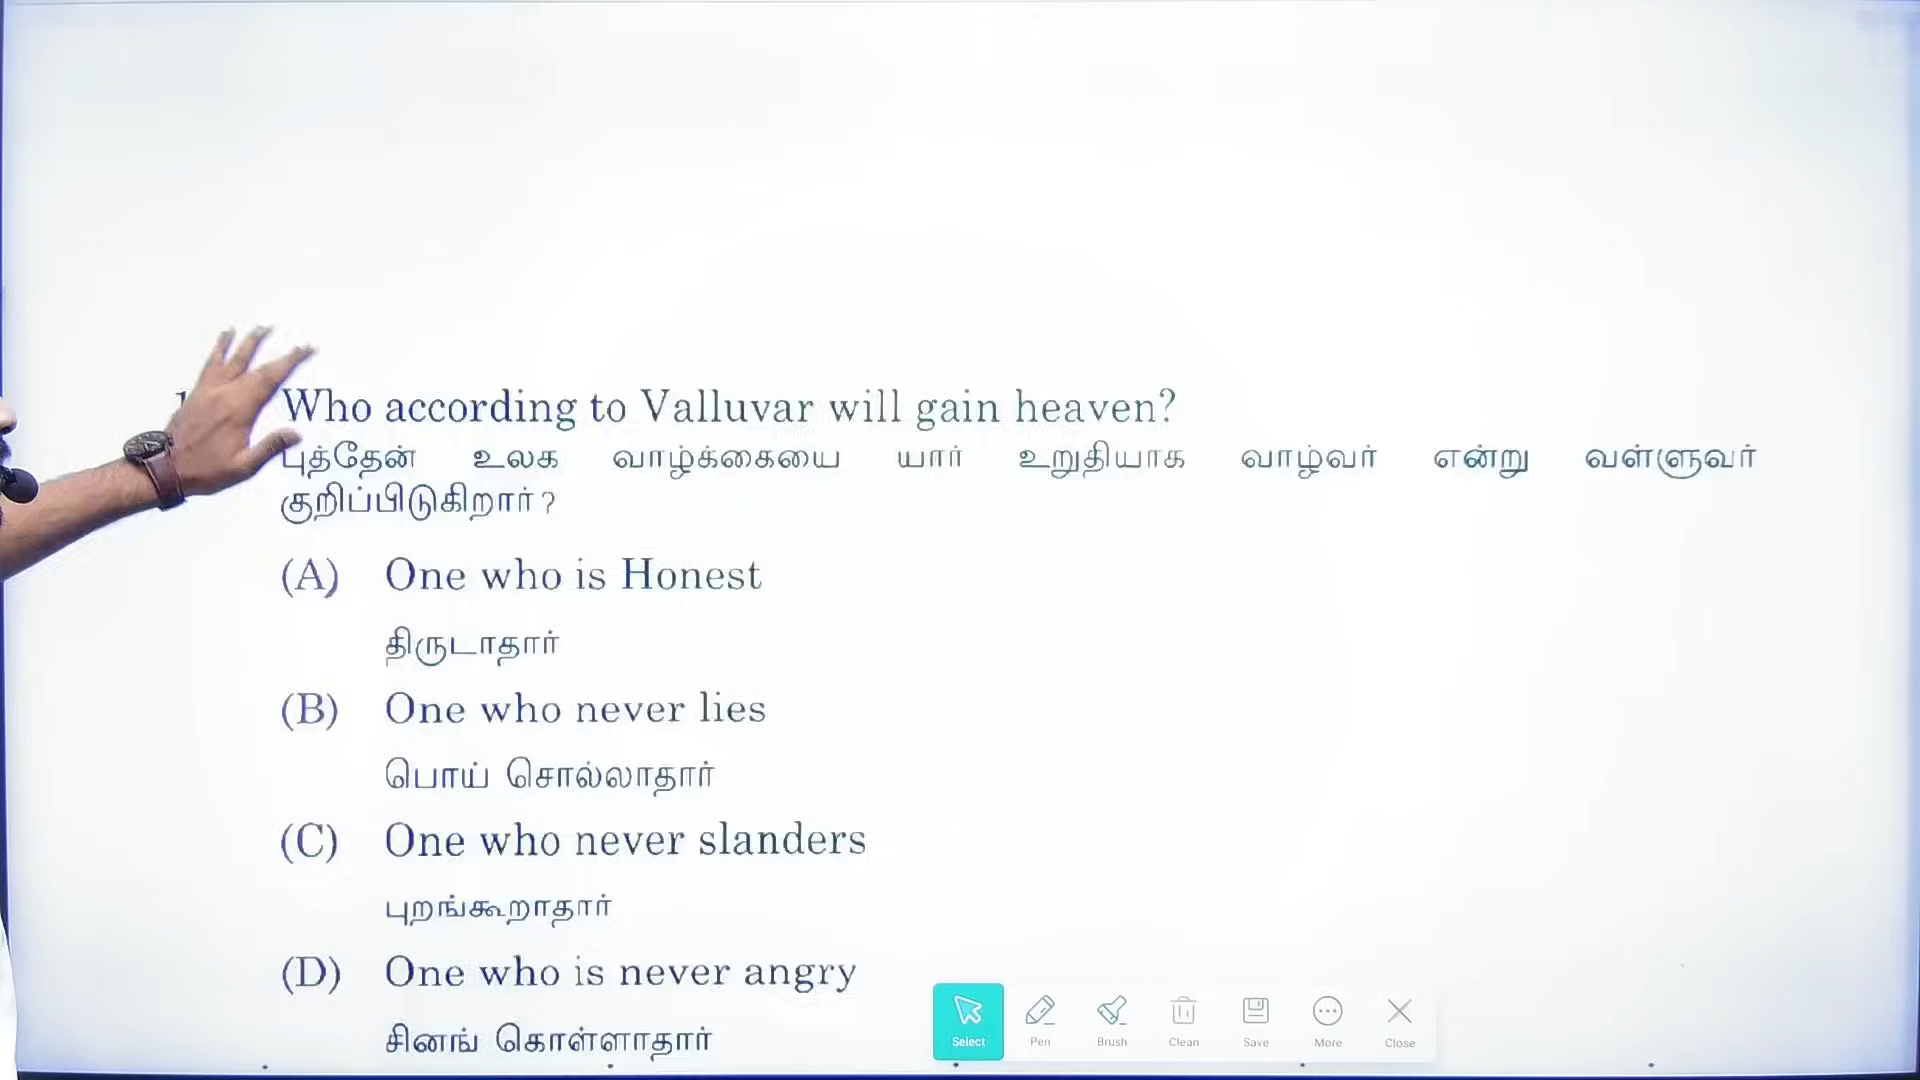 Who according to Valluvar will gain heaven?
புத்தேன் உலக வாழ்க்கையை யார் உறுதியாக வாழ்வர் என்று வள்ளுவர்
குறிப்பிடுகிறார் ?
(A) One who is Honest
திருடாதார்
(B) One who never lies
பொய் சொல்லாதார்
(C) One who never slanders
புறங்கூறாதார்
(D) One who is never angry
சினங் கொள்ளாதார்
Select Pen Brush Clean Save More Close